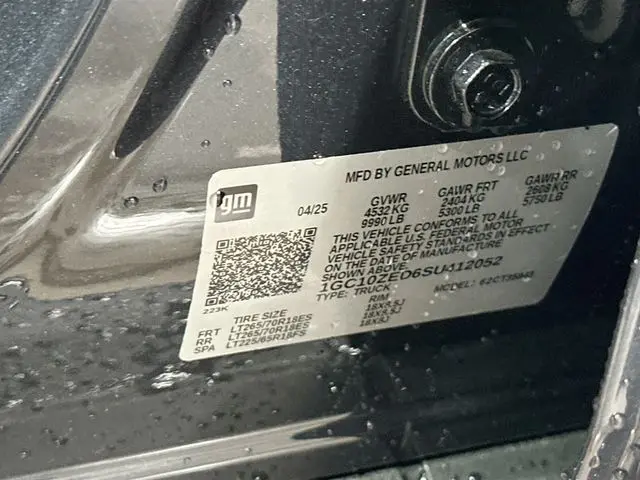 MFD BY GENERAL MOTORS LLC
gm
04/25
GVWR GAWR FRT GAWR RR
4532 KG 2404 KG 2608 KG
9990 LB 5300 LB 5750 LB
THIS VEHICLE CONFORMS TO ALL
APPLICABLE U.S. FEDERAL MOTOR
VEHICLE SAFETY STANDARDS IN EFFECT
ON THE DATE OF MANUFACTURE
SHOWN ABOVE.
TYPE: TRUCK MODEL:
223K
TIRE SIZE RIM
FRT LT265/70R18ES 18X8.5J
RR LT265/70R18ES 18X8.5J
SPA LT225/65R18FS 18X8J